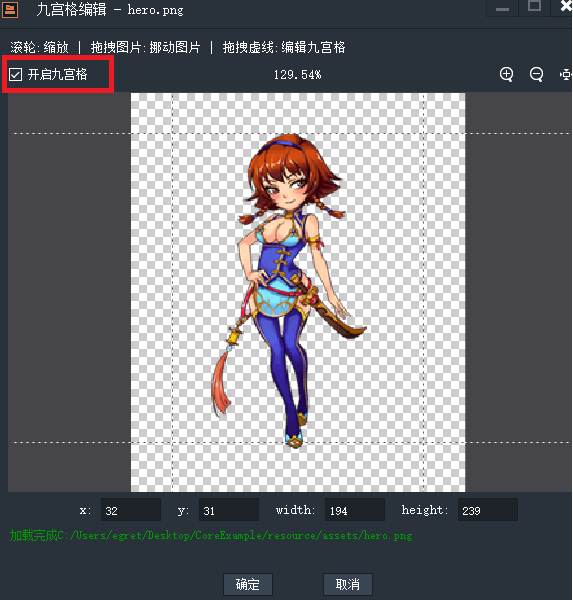 九宫格编辑 - hero.png
滚轮:缩放 | 拖拽图片:挪动图片 | 拖拽虚线:编辑九宫格
开启九宫格 129.54%
x: 32 y: 31 width: 194 height: 239
加载完成C:/Users/egret/Desktop/CoreExample/resource/assets/hero.png
确定 取消